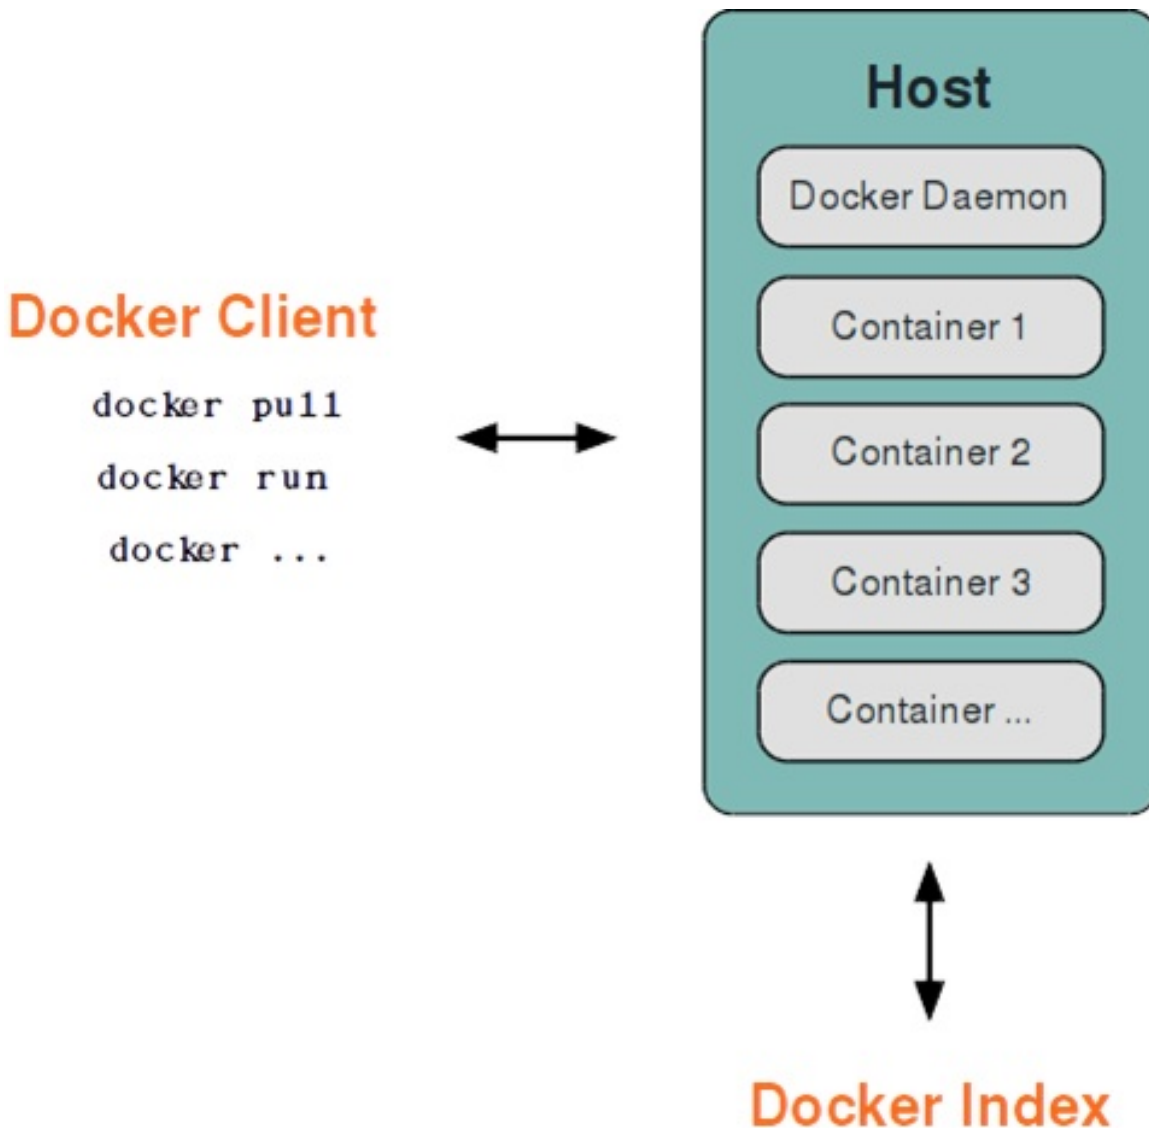 Host
Docker Daemon
Container 1
Container 2
Container 3
Container ...
Docker Client
docker pull
docker run
docker ...
Docker Index